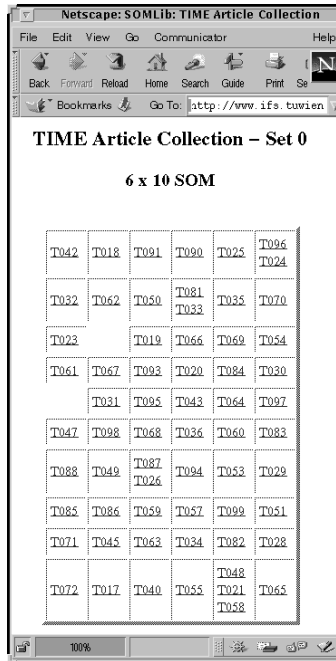 Netscape: SOMLib: TIME Article Collection
File Edit View Go Communicator Help
Back Forward Reload Home Search Guide Print Se N
Bookmarks Go To: http://www.ifs.tuwien
TIME Article Collection – Set 0
6 x 10 SOM
T042 T018 T091 T090 T025 T096 T024
T032 T062 T050 T081 T033 T035 T070
T023 T019 T066 T069 T054
T061 T067 T093 T020 T084 T030
T031 T095 T043 T064 T097
T047 T098 T068 T036 T060 T083
T088 T049 T087 T026 T094 T053 T029
T085 T086 T059 T057 T099 T051
T071 T045 T063 T034 T082 T028
T072 T017 T040 T055 T048 T021 T058 T065
100%